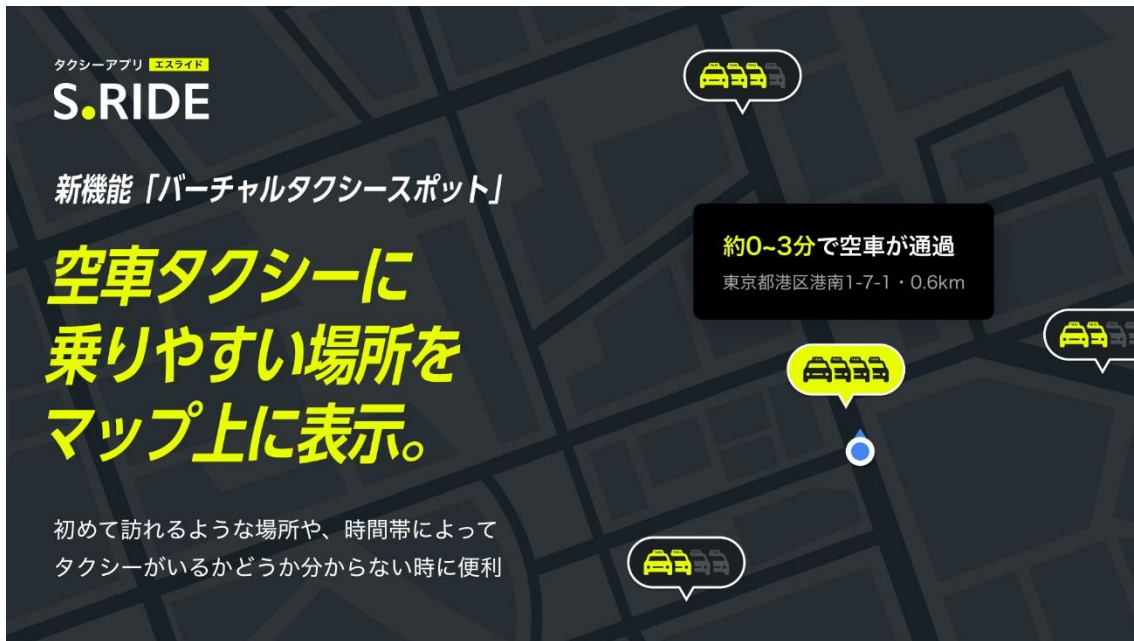 タクシーアプリ エスライド
S.RIDE
新機能「バーチャルタクシースポット」
空車タクシーに
乗りやすい場所を
マップ上に表示。
初めて訪れるような場所や、時間帯によって
タクシーがいるかどうか分からない時に便利
約0~3分で空車が通過
東京都港区港南1-7-1・0.6km